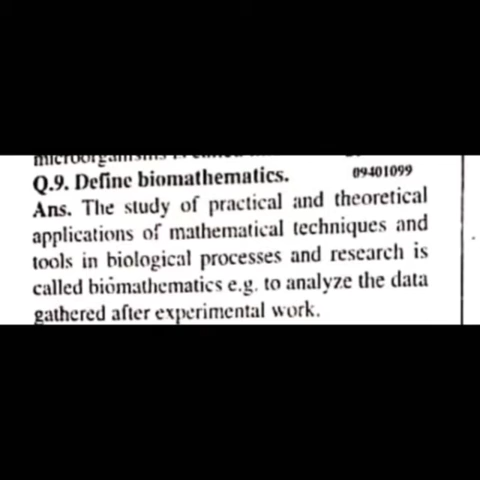 Q.9. Define biomathematics. 09401099
Ans. The study of practical and theoretical
applications of mathematical techniques and
tools in biological processes and research is
called biomathematics e.g. to analyze the data
gathered after experimental work.